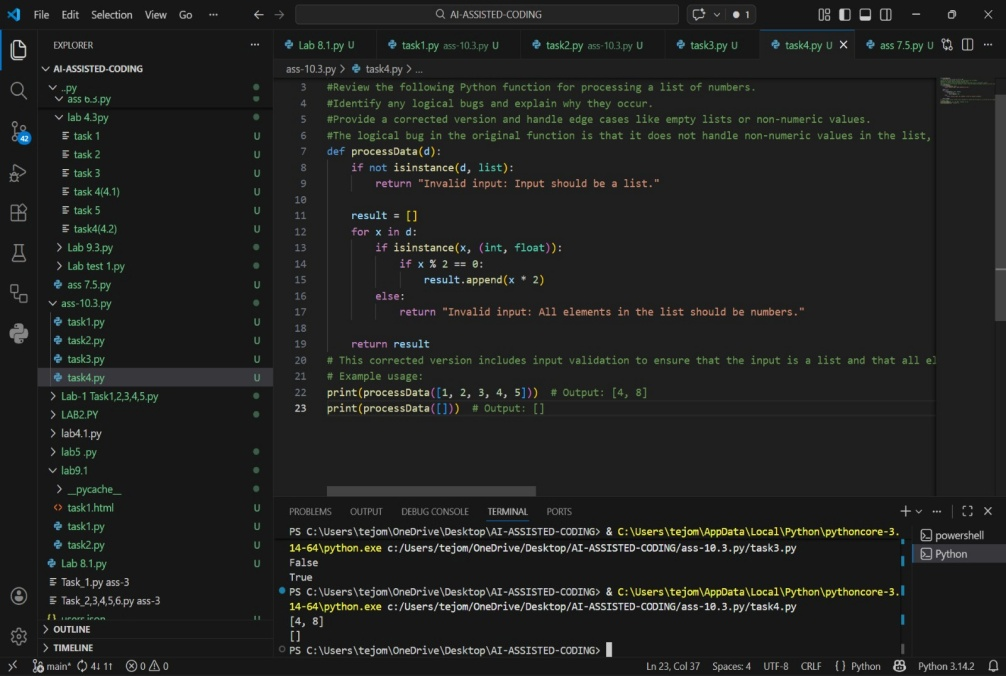 File Edit Selection View Go ··· AI-ASSISTED-CODING 1
EXPLORER ···
AI-ASSISTED-CODING
..py
ass 6.3.py
lab 4.3py
task 1 U
task 2 U
task 3 U
task 4(4.1) U
task 5 U
task4(4.2) U
Lab 9.3.py
Lab test 1.py
ass 7.5.py U
ass-10.3.py
task1.py U
task2.py U
task3.py U
task4.py U
Lab-1 Task1,2,3,4,5.py
LAB2.PY
lab4.1.py
lab5 .py
lab9.1
__pycache__
task1.html U
task1.py U
task2.py U
Lab 8.1.py U
Task_1.py ass-3
Task_2,3,4,5,6.py ass-3
users.json
OUTLINE
TIMELINE
42
Lab 8.1.py U task1.py ass-10.3.py U task2.py ass-10.3.py U task3.py U task4.py U ass 7.5.py U ···
ass-10.3.py > task4.py > ...
3 #Review the following Python function for processing a list of numbers.
4 #Identify any logical bugs and explain why they occur.
5 #Provide a corrected version and handle edge cases like empty lists or non-numeric values.
6 #The logical bug in the original function is that it does not handle non-numeric values in the list,
7 def processData(d):
8 if not isinstance(d, list):
9 return "Invalid input: Input should be a list."
10
11 result = []
12 for x in d:
13 if isinstance(x, (int, float)):
14 if x % 2 == 0:
15 result.append(x * 2)
16 else:
17 return "Invalid input: All elements in the list should be numbers."
18
19 return result
20 # This corrected version includes input validation to ensure that the input is a list and that all el
21 # Example usage:
22 print(processData([1, 2, 3, 4, 5])) # Output: [4, 8]
23 print(processData([])) # Output: []
PROBLEMS OUTPUT DEBUG CONSOLE TERMINAL PORTS
PS C:\Users\tejom\OneDrive\Desktop\AI-ASSISTED-CODING> & C:\Users\tejom\AppData\Local\Python\pythoncore-3.
14-64\python.exe c:/Users/tejom/OneDrive/Desktop/AI-ASSISTED-CODING/ass-10.3.py/task3.py
False
True
PS C:\Users\tejom\OneDrive\Desktop\AI-ASSISTED-CODING> & C:\Users\tejom\AppData\Local\Python\pythoncore-3.
14-64\python.exe c:/Users/tejom/OneDrive/Desktop/AI-ASSISTED-CODING/ass-10.3.py/task4.py
[4, 8]
[]
PS C:\Users\tejom\OneDrive\Desktop\AI-ASSISTED-CODING>
powershell
Python
main* 4↓ 1↑ 0 0 Ln 23, Col 37 Spaces: 4 UTF-8 CRLF {} Python Python 3.14.2